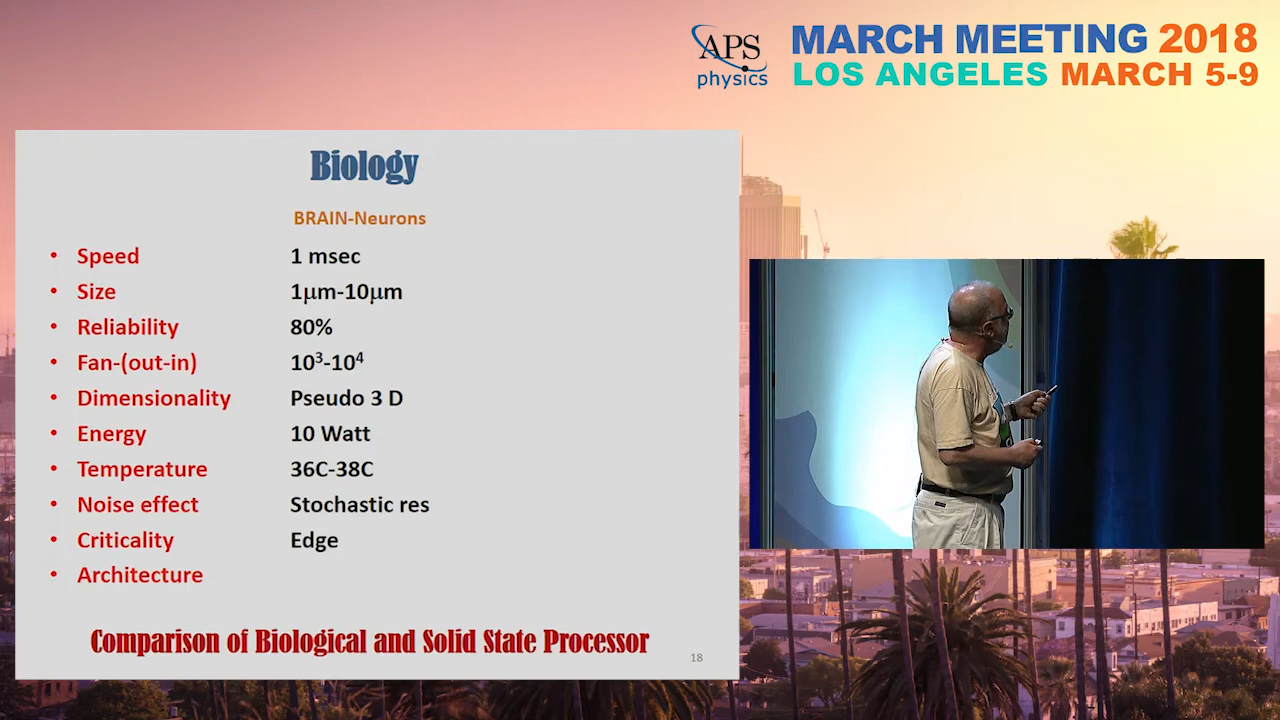 APS
physics
MARCH MEETING 2018
LOS ANGELES MARCH 5-9
Biology
BRAIN-Neurons
• Speed 1 msec
• Size 1μm-10μm
• Reliability 80%
• Fan-(out-in) 10³-10⁴
• Dimensionality Pseudo 3 D
• Energy 10 Watt
• Temperature 36C-38C
• Noise effect Stochastic res
• Criticality Edge
• Architecture
Comparison of Biological and Solid State Processor
18